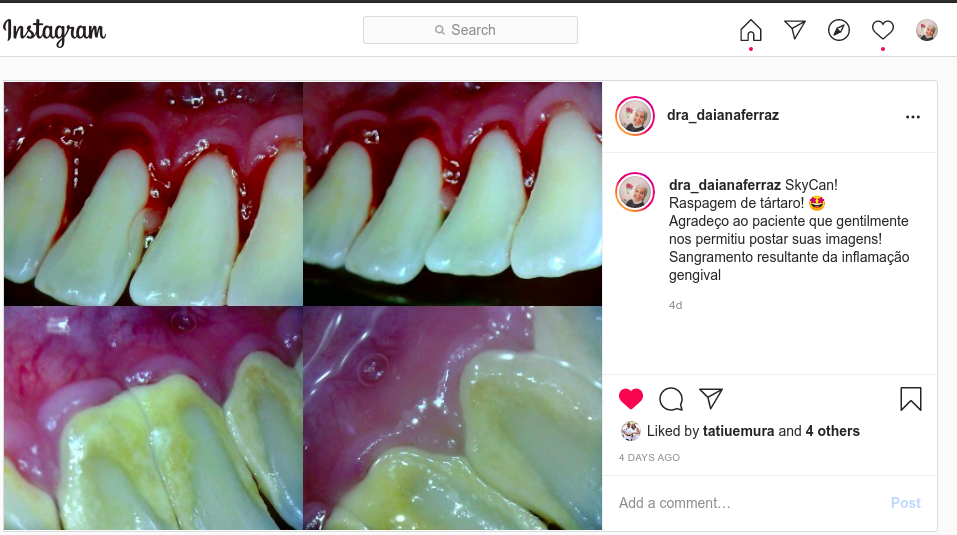 Instagram
Search
dra_daianaferraz
dra_daianaferraz SkyCan!
Raspagem de tártaro! 🤩
Agradeço ao paciente que gentilmente
nos permitiu postar suas imagens!
Sangramento resultante da inflamação
gengival
4d
Liked by tatiuemura and 4 others
4 DAYS AGO
Add a comment…
Post